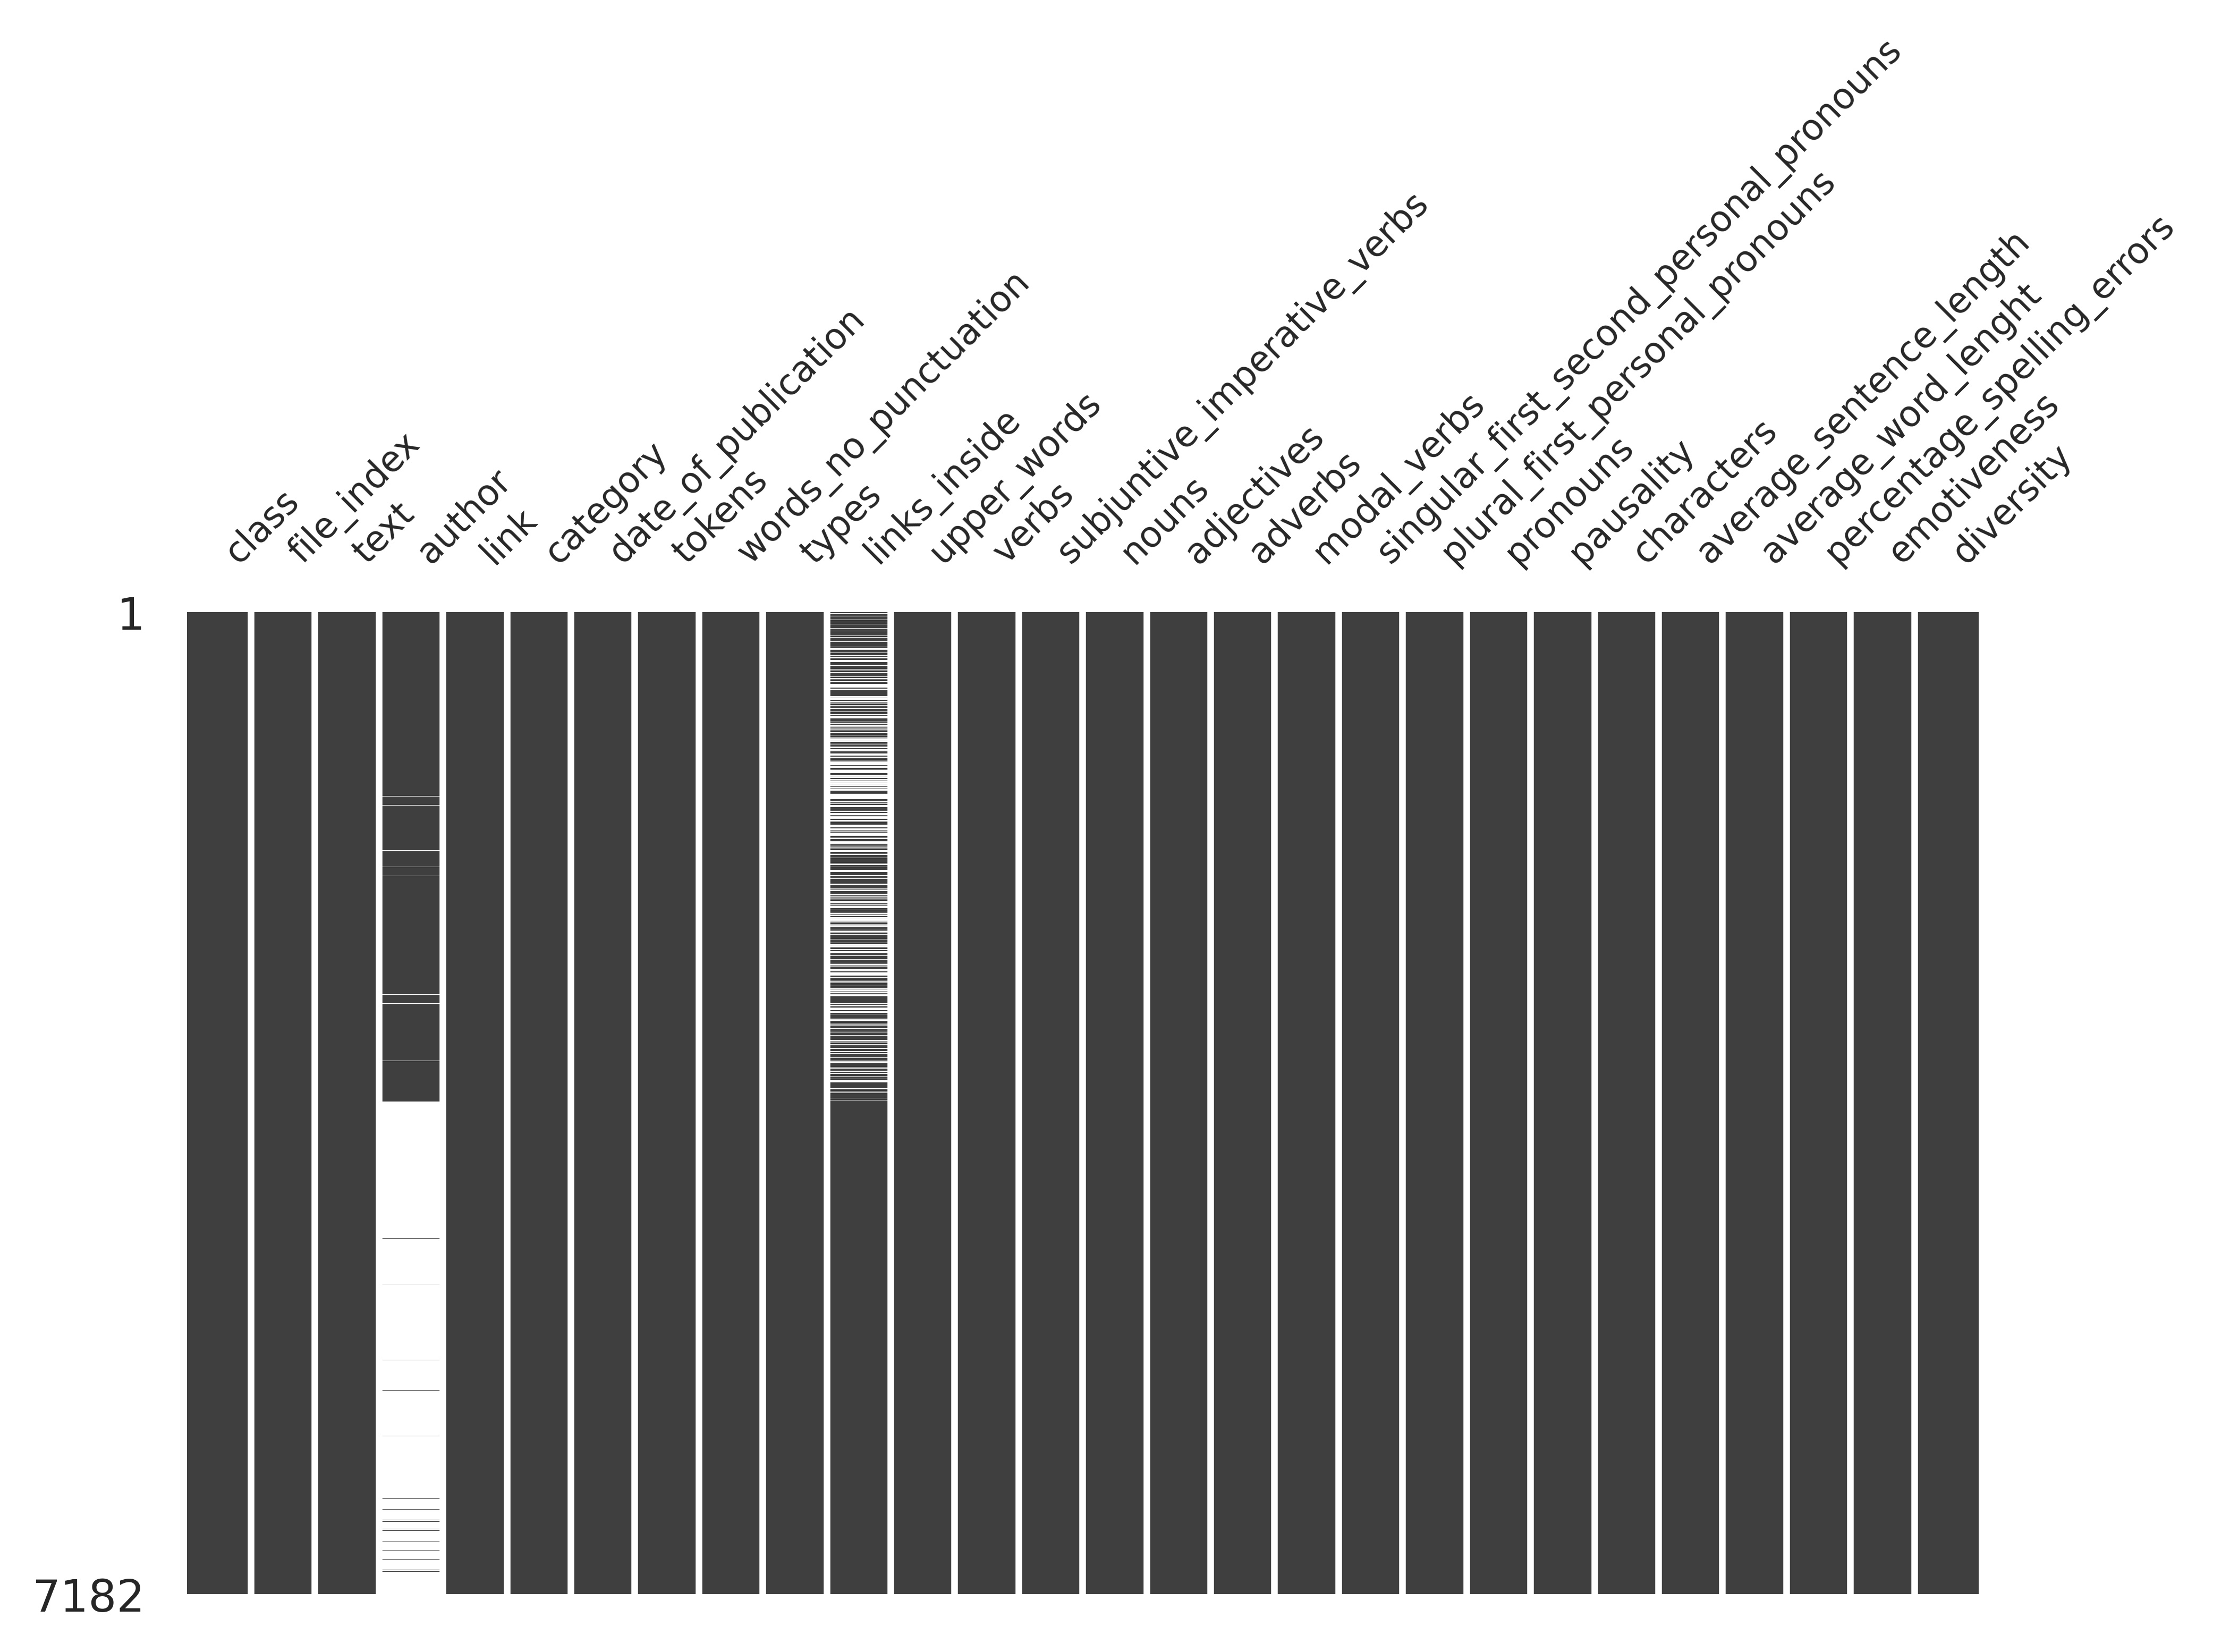 class
file_index
text
author
link
category
date_of_publication
tokens
words_no_punctuation
types
links_inside
upper_words
verbs
subjuntive_imperative_verbs
nouns
adjectives
adverbs
modal_verbs
singular_first_second_personal_pronouns
plural_first_personal_pronouns
pronouns
pausality
characters
average_sentence_length
average_word_lenght
percentage_spelling_errors
emotiveness
diversity
1
7182